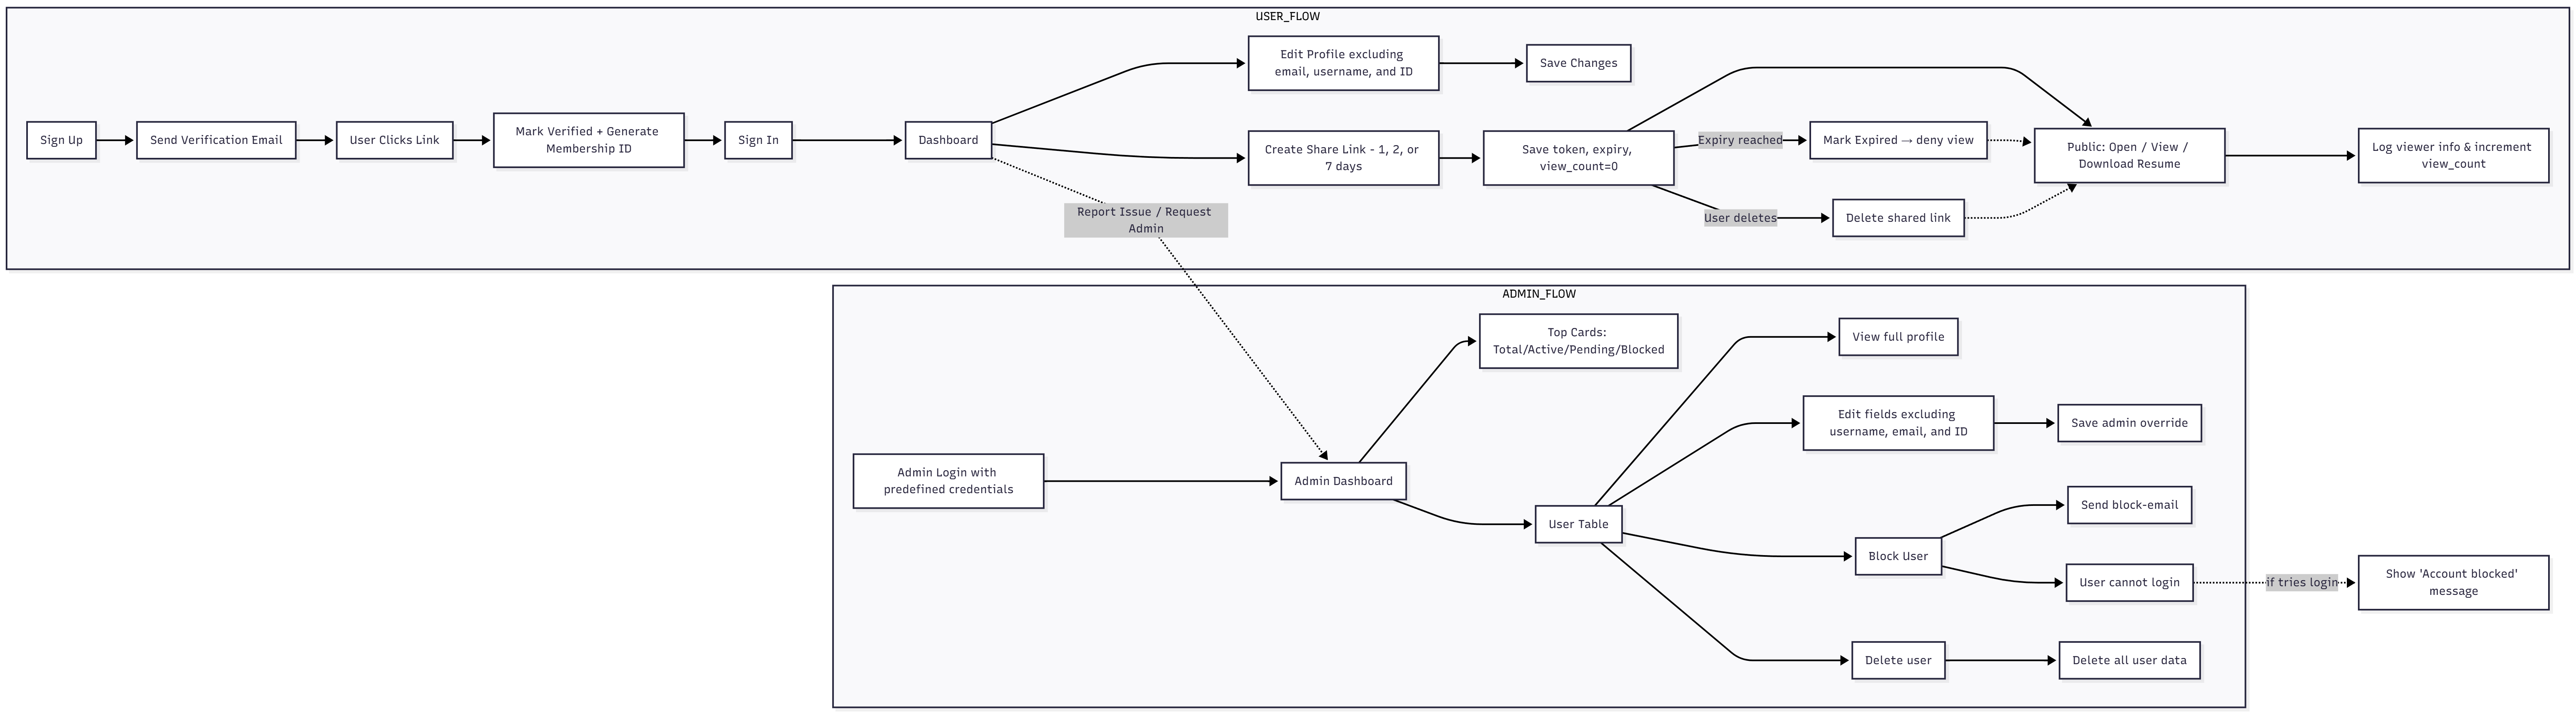 USER_FLOW
Sign Up
Send Verification Email
User Clicks Link
Mark Verified + Generate
Membership ID
Sign In
Dashboard
Edit Profile excluding
email, username, and ID
Save Changes
Create Share Link - 1, 2, or
7 days
Save token, expiry,
view_count=0
Expiry reached
Mark Expired → deny view
User deletes
Delete shared link
Public: Open / View /
Download Resume
Log viewer info & increment
view_count
Report Issue / Request
Admin
ADMIN_FLOW
Admin Login with
predefined credentials
Admin Dashboard
Top Cards:
Total/Active/Pending/Blocked
User Table
View full profile
Edit fields excluding
username, email, and ID
Save admin override
Block User
Send block-email
User cannot login
if tries login
Show 'Account blocked'
message
Delete user
Delete all user data